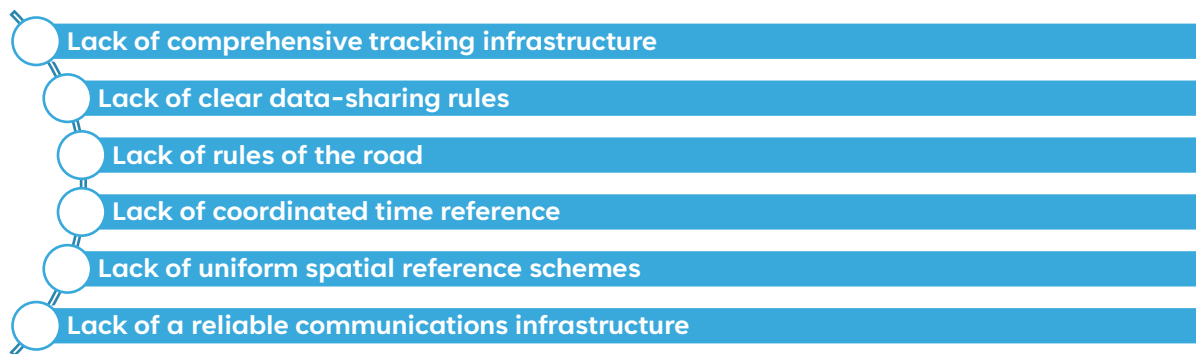 Lack of comprehensive tracking infrastructure
Lack of clear data-sharing rules
Lack of rules of the road
Lack of coordinated time reference
Lack of uniform spatial reference schemes
Lack of a reliable communications infrastructure